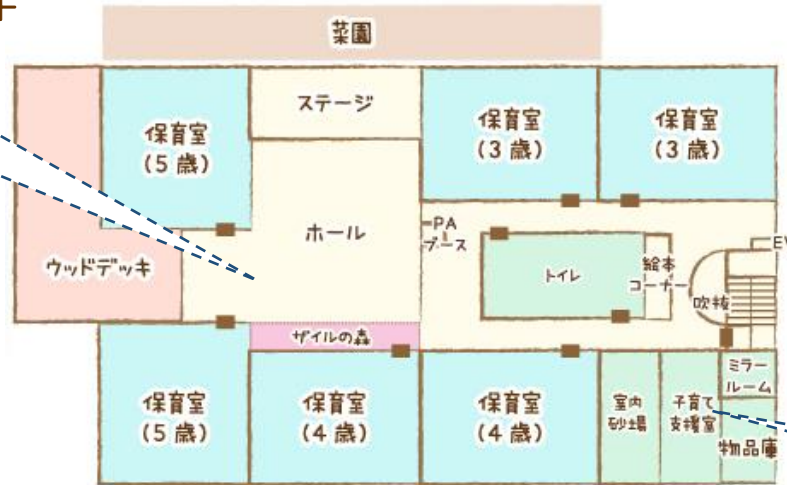 菜園
保育室
(5 歳)
ステージ
保育室
(3 歳)
保育室
(3 歳)
ホール
PA
ブース
ウッドデッキ
トイレ
絵本
コーナー
吹抜
ザイルの森
保育室
(5 歳)
保育室
(4 歳)
保育室
(4 歳)
室内
砂場
子育て
支援室
ミラー
ルーム
物品庫